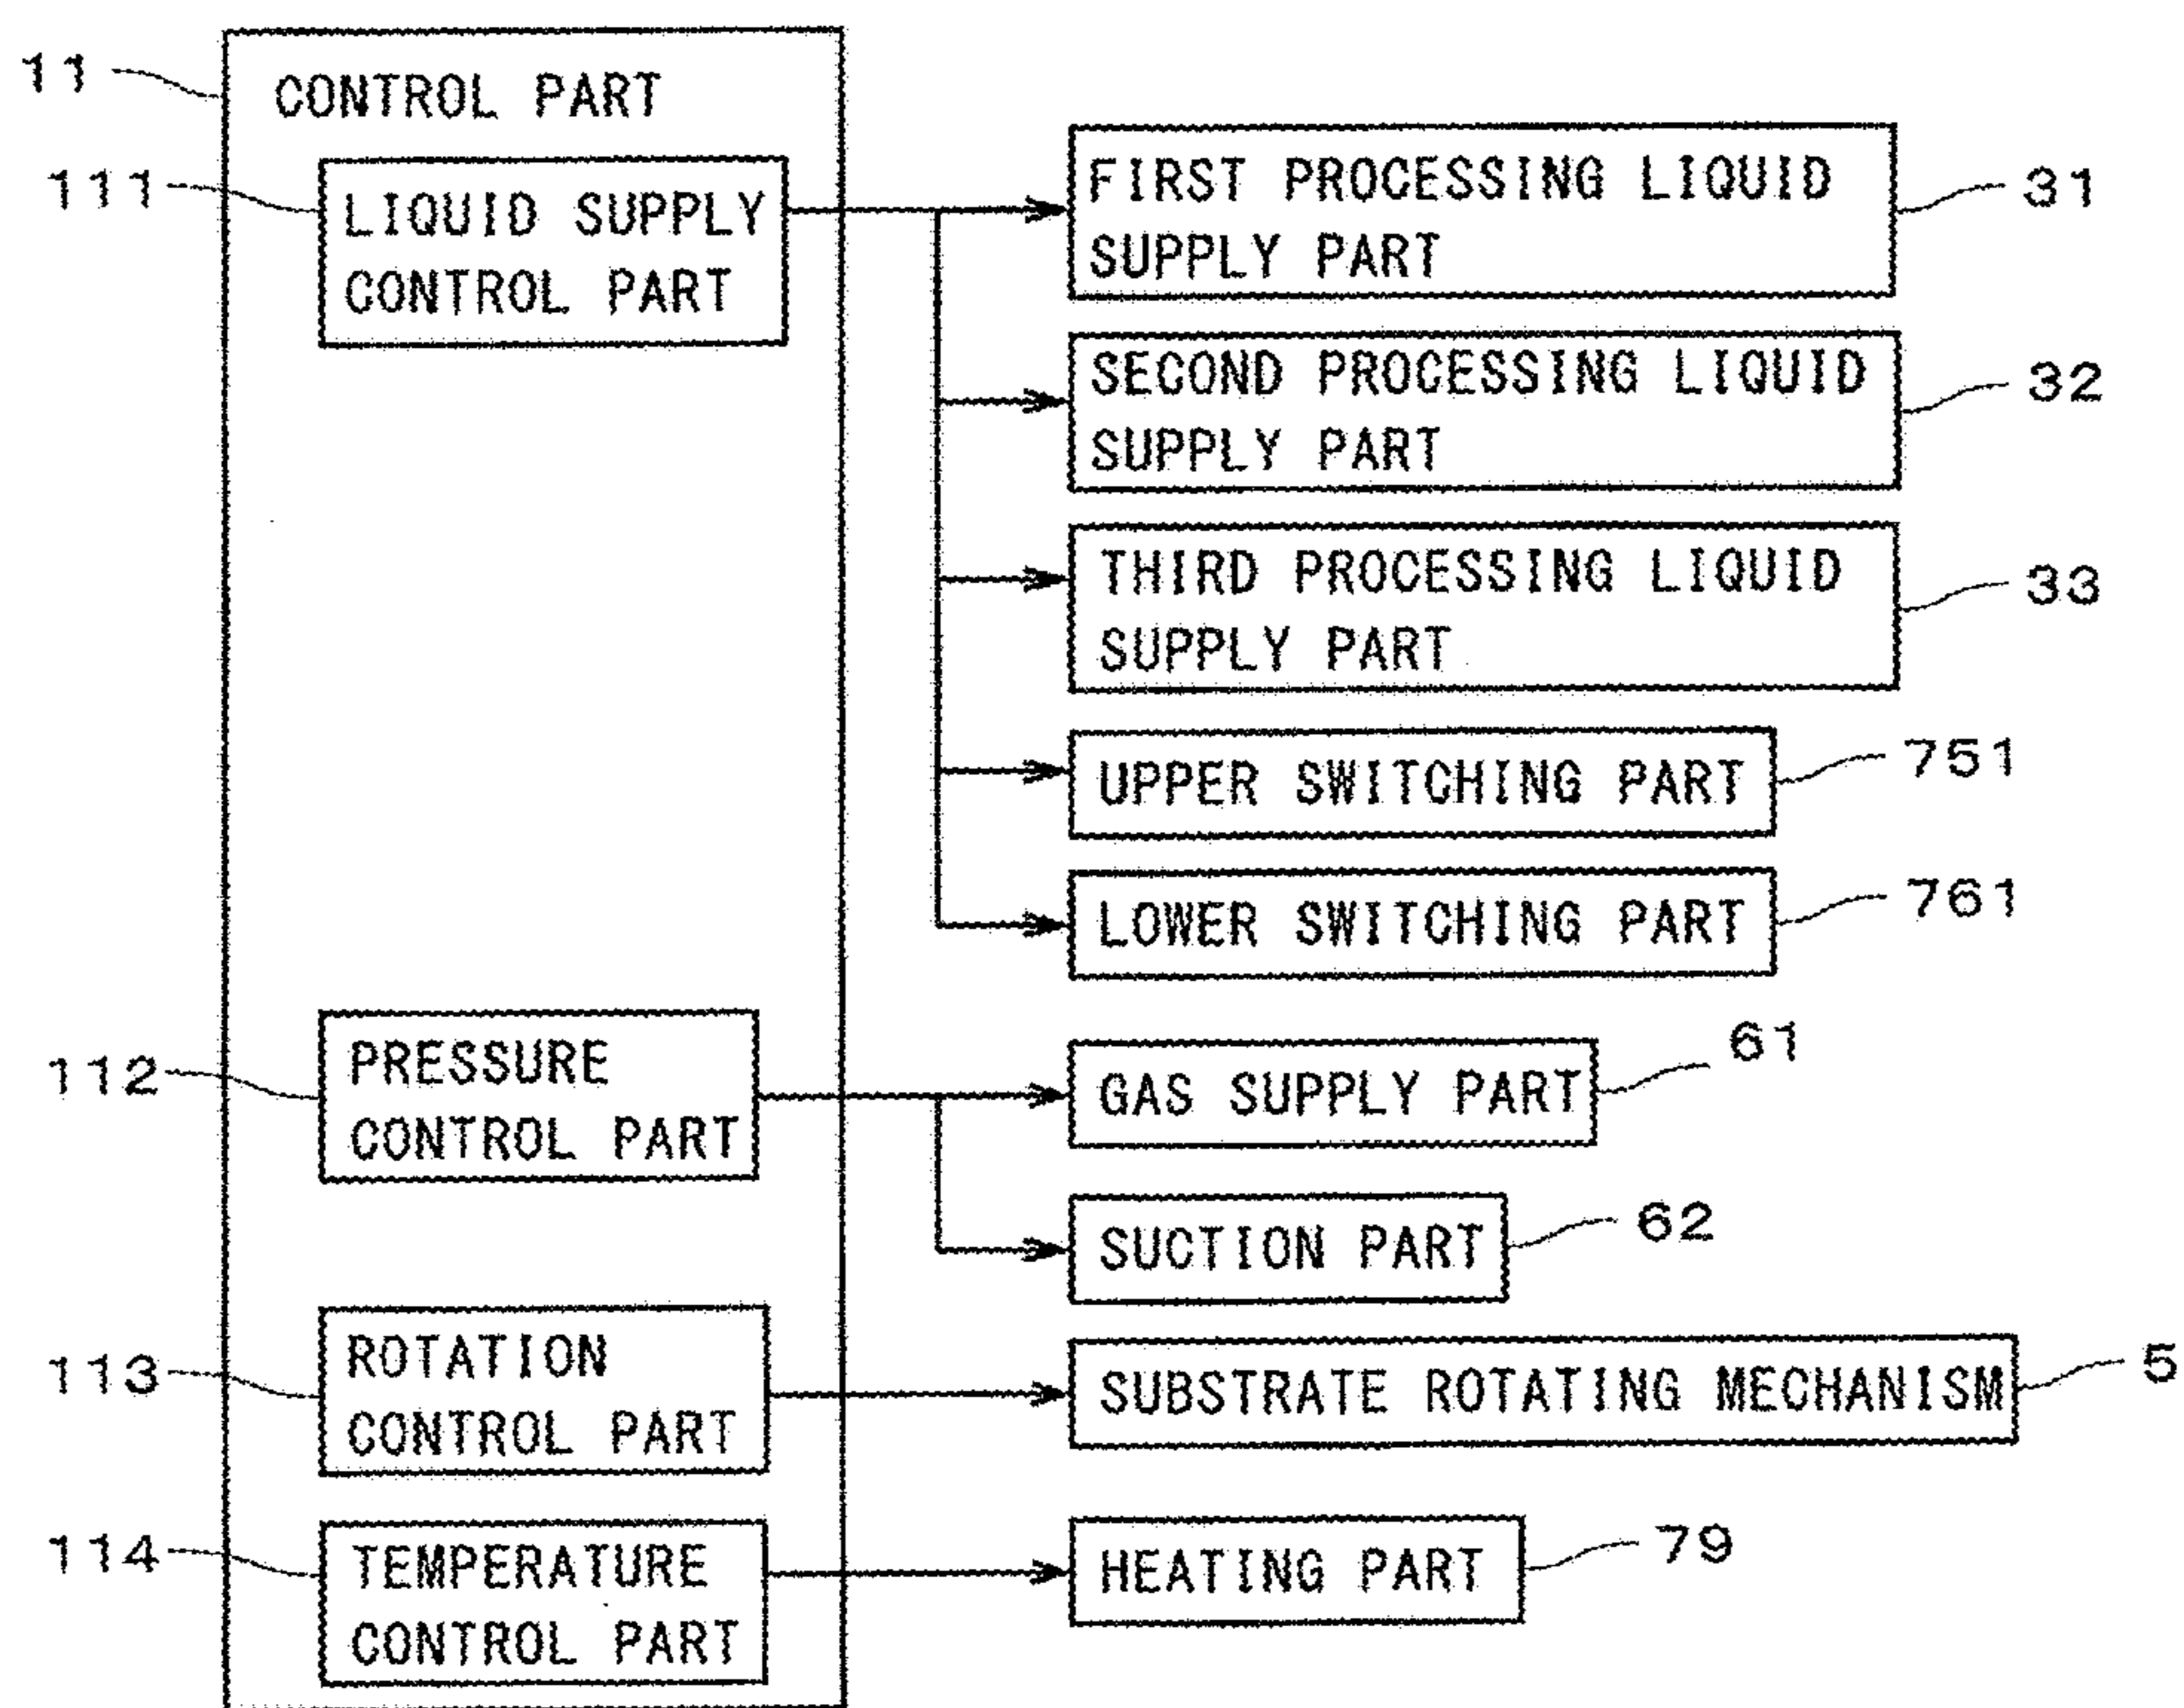 11
CONTROL PART
111
LIQUID SUPPLY
CONTROL PART
FIRST PROCESSING LIQUID
SUPPLY PART
31
SECOND PROCESSING LIQUID
SUPPLY PART
32
THIRD PROCESSING LIQUID
SUPPLY PART
33
UPPER SWITCHING PART
751
LOWER SWITCHING PART
761
112
PRESSURE
CONTROL PART
GAS SUPPLY PART
61
SUCTION PART
62
113
ROTATION
CONTROL PART
SUBSTRATE ROTATING MECHANISM
5
114
TEMPERATURE
CONTROL PART
HEATING PART
79